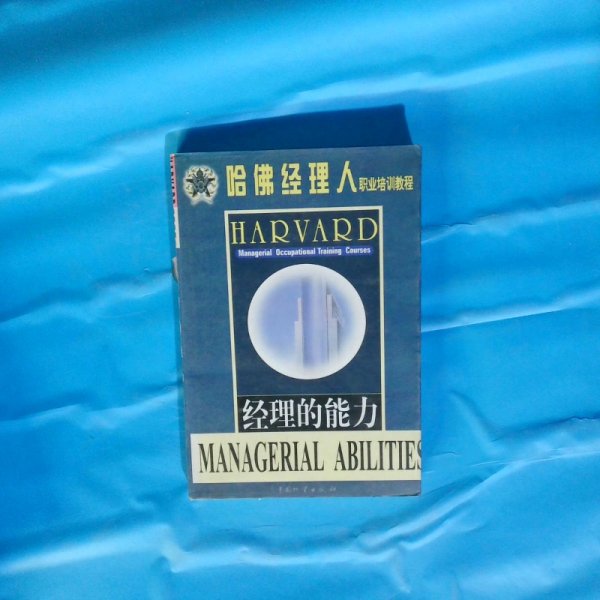 哈佛经理人职业培训教程
HARVARD
Managerial Occupational Training Courses
经理的能力
MANAGERIAL ABILITIES